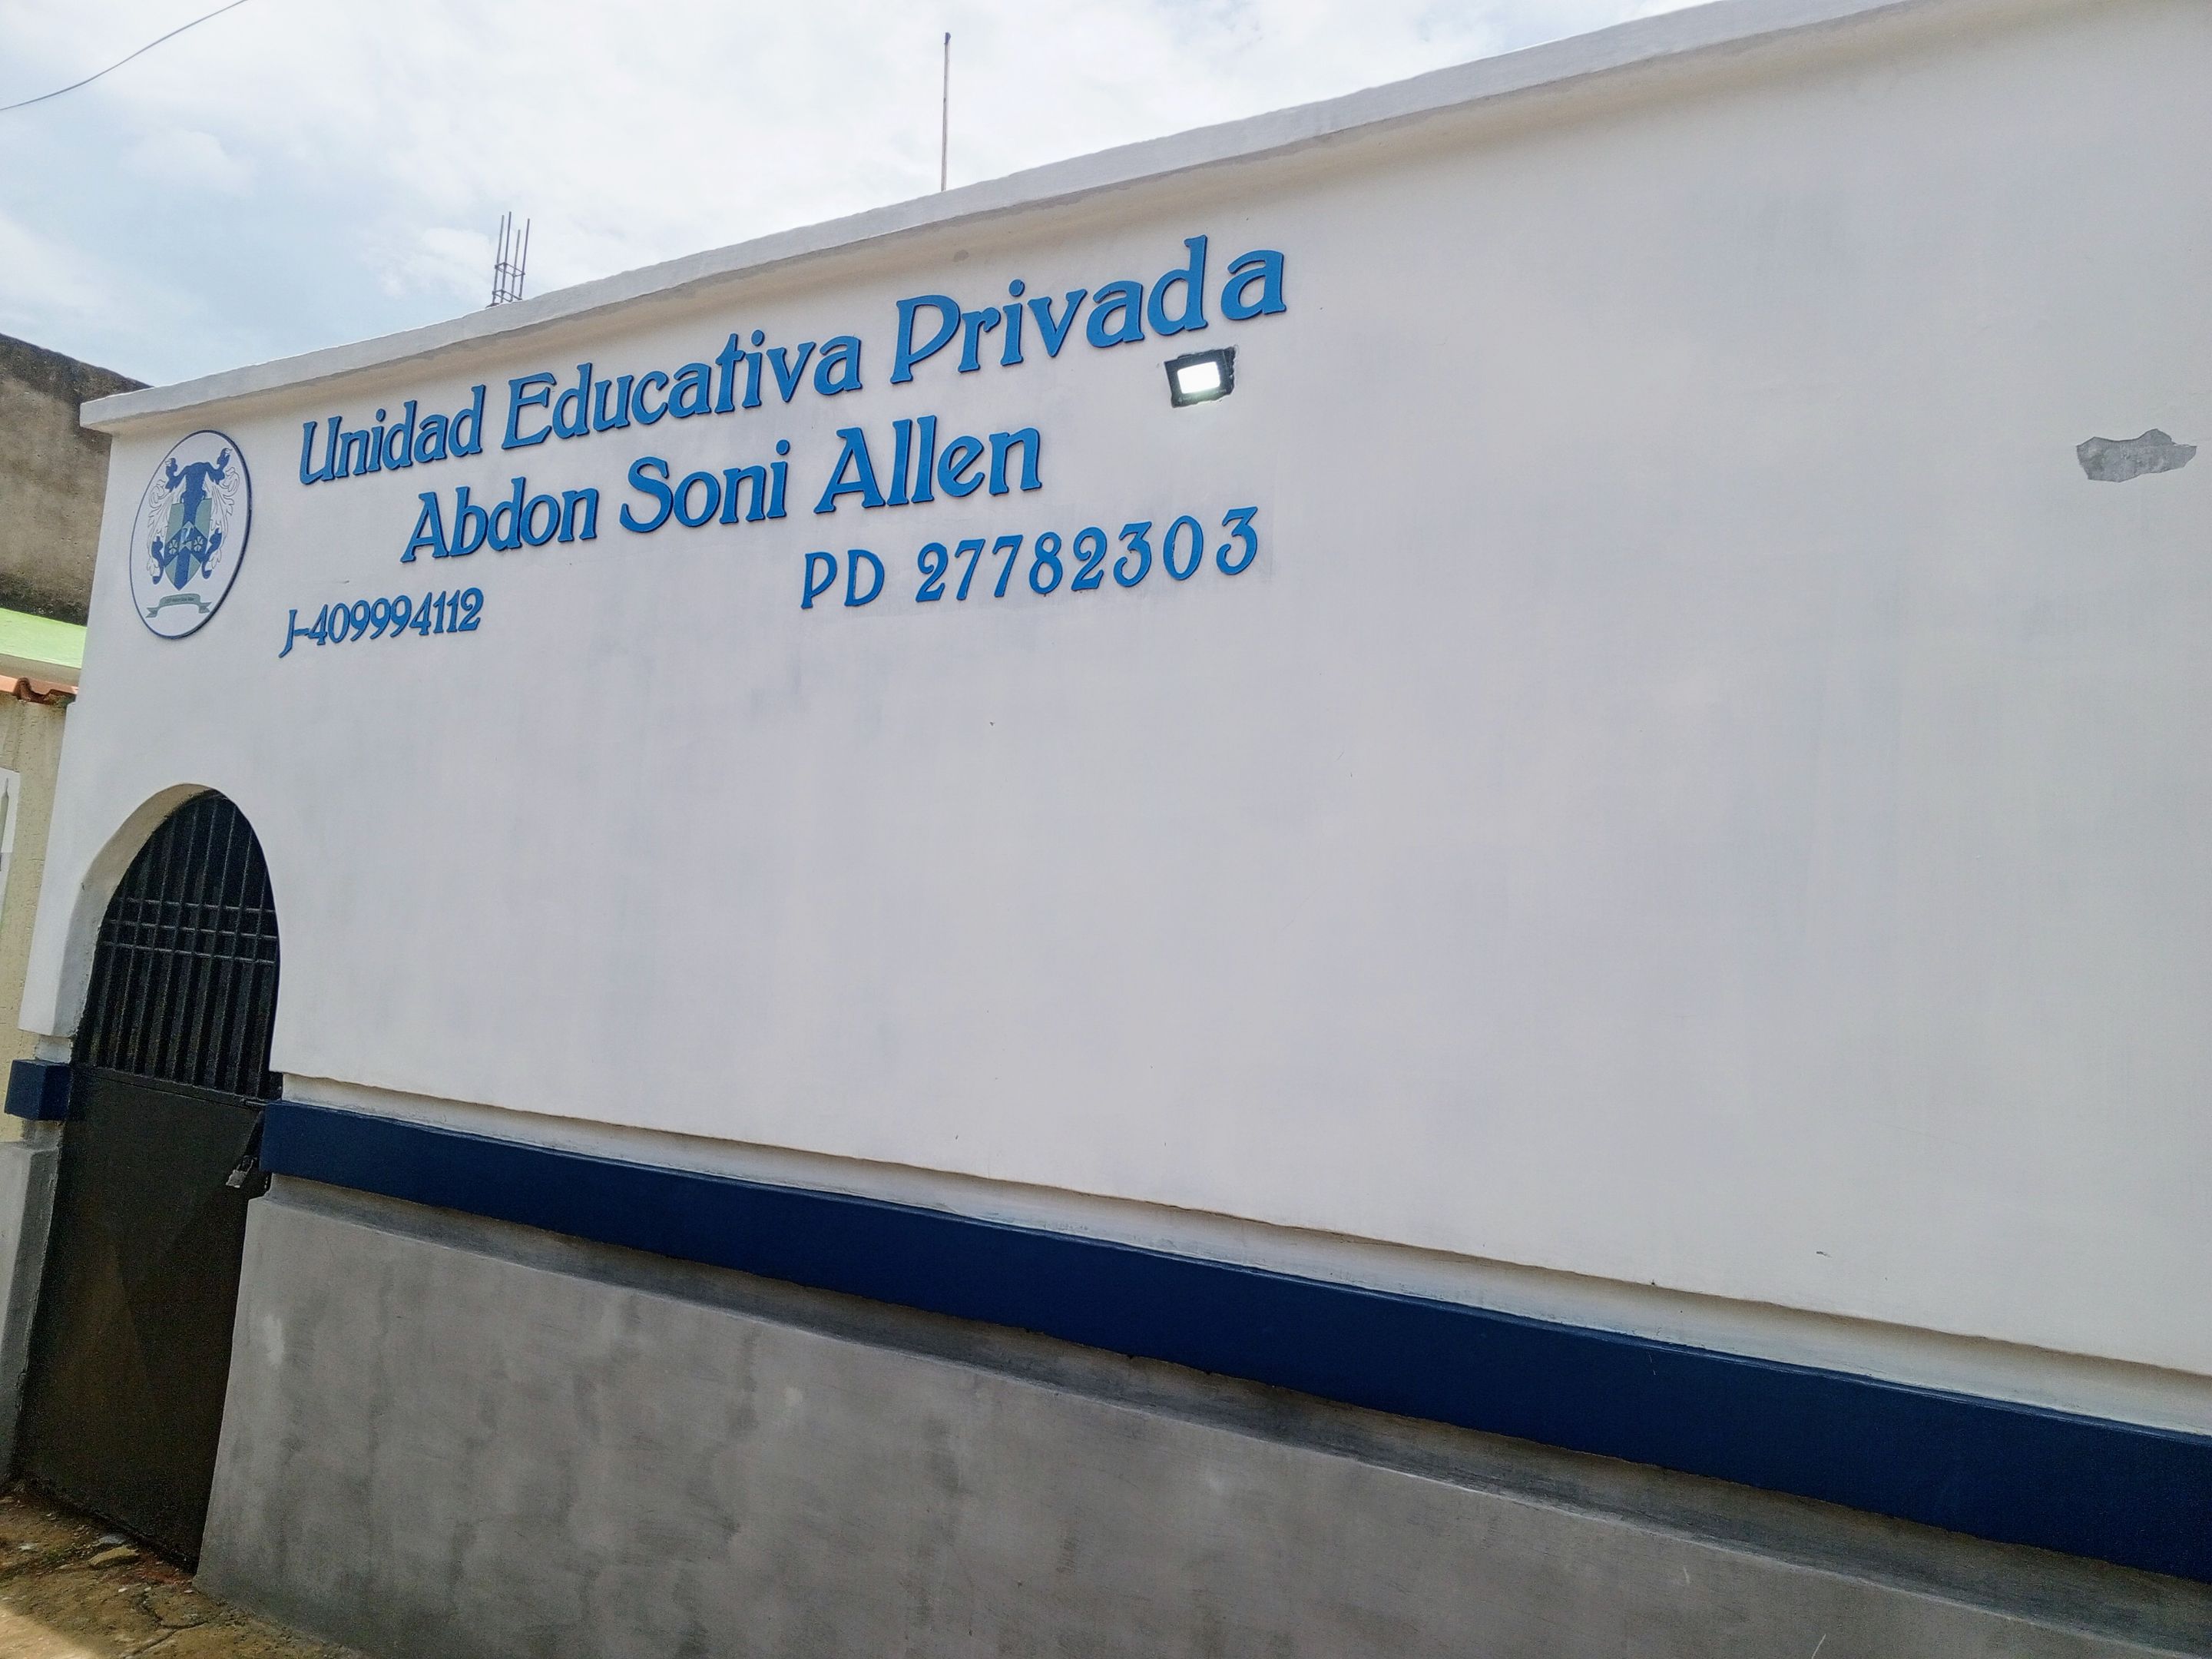 Unidad Educativa Privada
Abdon Soni Allen
J-409994112
PD 27782303